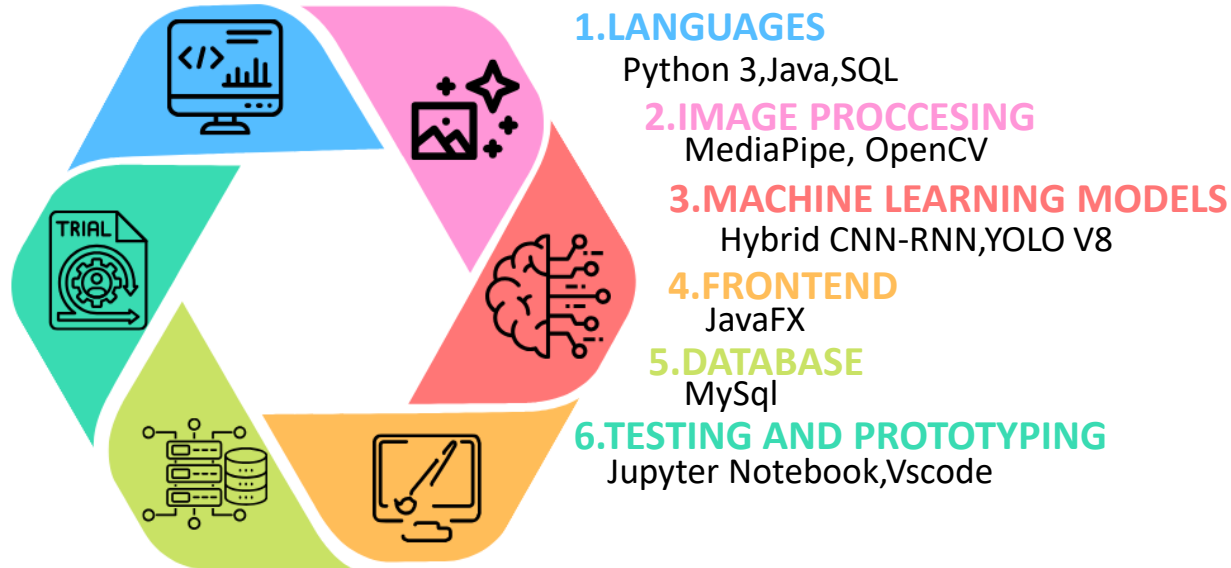 1.LANGUAGES
Python 3,Java,SQL
2.IMAGE PROCCESING
MediaPipe, OpenCV
3.MACHINE LEARNING MODELS
Hybrid CNN-RNN,YOLO V8
4.FRONTEND
JavaFX
5.DATABASE
MySql
6.TESTING AND PROTOTYPING
Jupyter Notebook,Vscode
</>
TRIAL